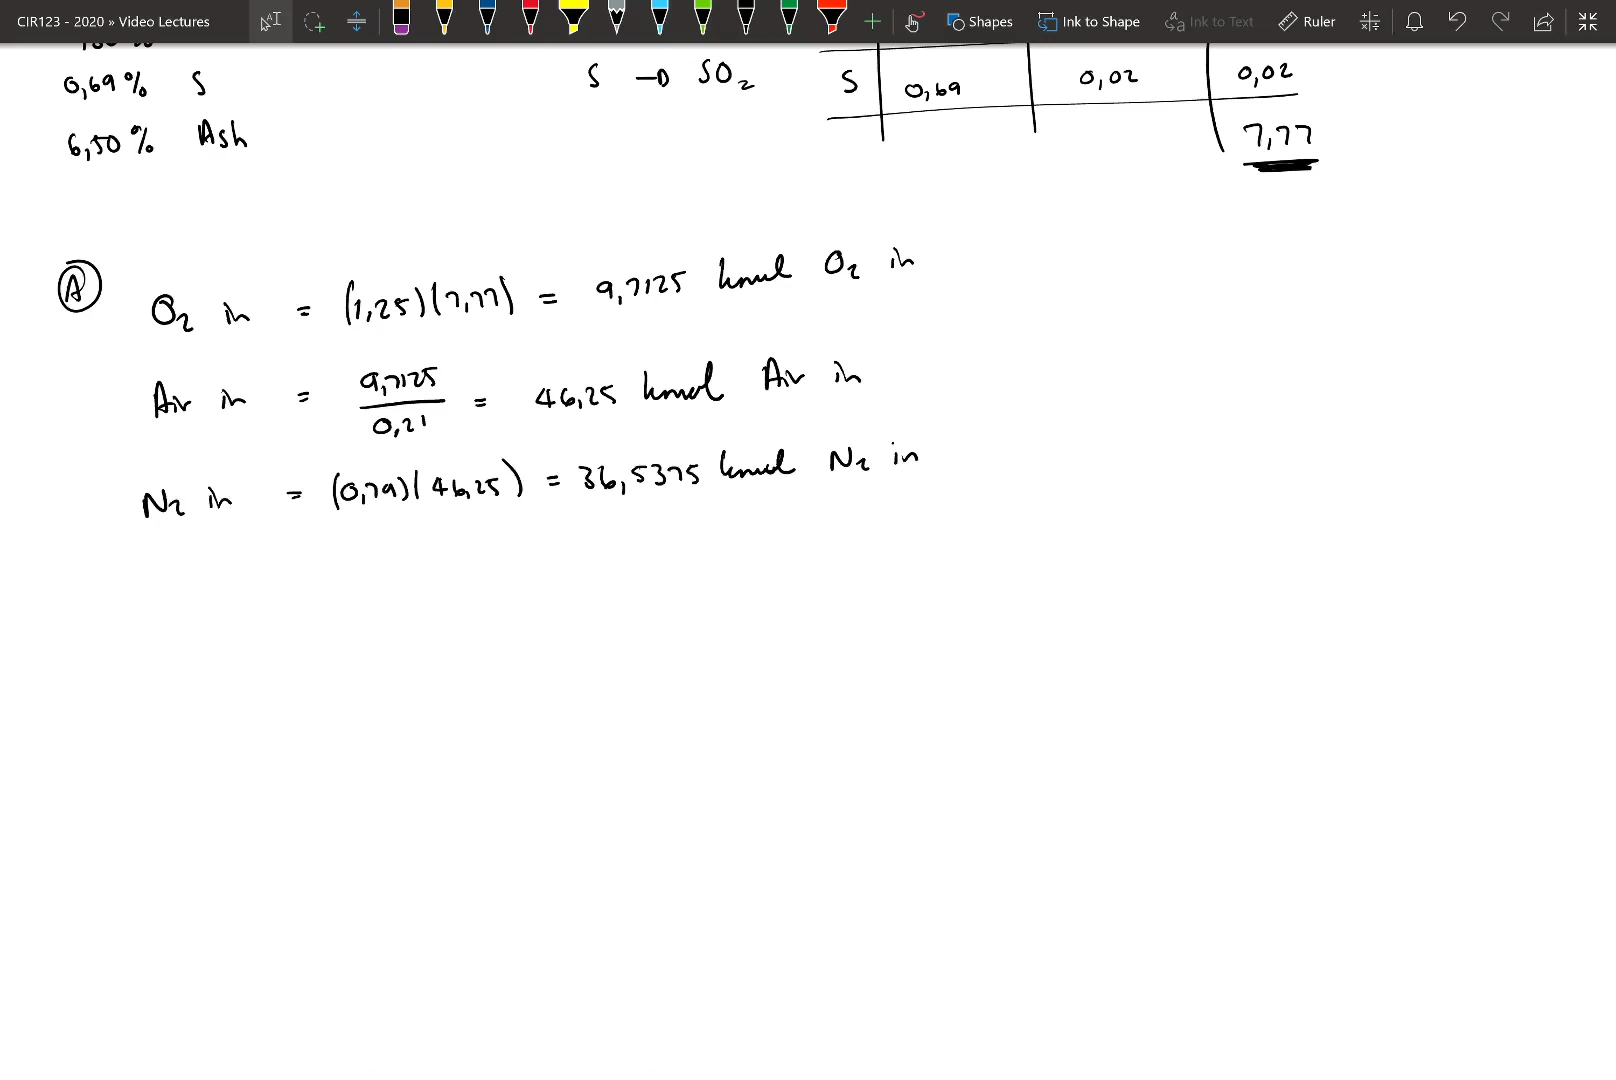 CIR123 - 2020 » Video Lectures Shapes Ink to Shape Ink to Text Ruler
0,69 % S
S → SO2
S 0,69 0,02 0,02
6,50 % Ash
7,77
A
O2 in = (1,25)(7,77) = 9,7125 kmol O2 in
Air in = 9,7125 / 0,21 = 46,25 kmol Air in
N2 in = (0,79)(46,25) = 36,5375 kmol N2 in